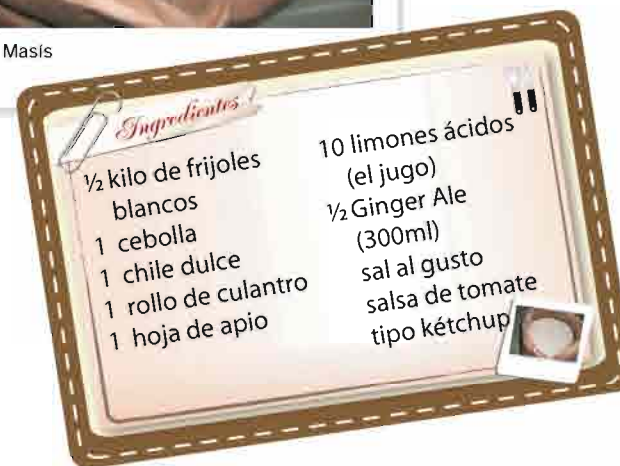 Masís
Ingredientes
½ kilo de frijoles
blancos
1 cebolla
1 chile dulce
1 rollo de culantro
1 hoja de apio
10 limones ácidos
(el jugo)
½ Ginger Ale
(300ml)
sal al gusto
salsa de tomate
tipo kétchup